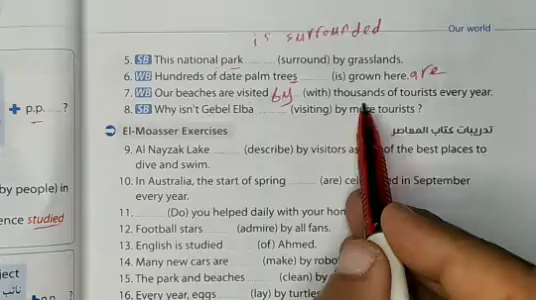 is surrounded
Our world
5. SB This national park ......... (surround) by grasslands.
6. WB Hundreds of date palm trees ......... (is) grown here. are
7. WB Our beaches are visited by (with) thousands of tourists every year.
8. SB Why isn't Gebel Elba ......... (visiting) by more tourists ?
El-Moasser Exercises
تدريبات كتاب المعاصر
9. Al Nayzak Lake ......... (describe) by visitors as of the best places to
dive and swim.
10. In Australia, the start of spring ......... (are) cel d in September
every year.
11. ......... (Do) you helped daily with your hom
12. Football stars ......... (admire) by all fans.
13. English is studied ......... (of) Ahmed.
14. Many new cars are ......... (make) by robo
15. The park and beaches ......... (clean) by
16. Every year, eggs ......... (lay) by turtle
+ p.p. ...?
by people) in
ence studied
ject
نائب
+ p.p. ?